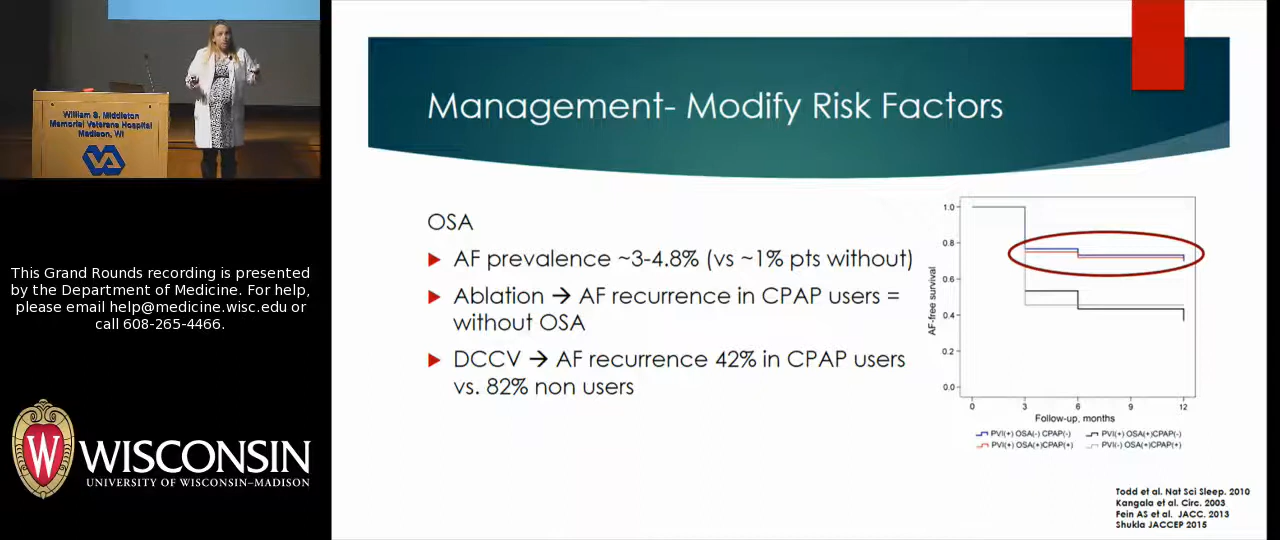 William S. Middleton
Memorial Veterans Hospital
Madison, WI
VA
This Grand Rounds recording is presented
by the Department of Medicine. For help,
please email help@medicine.wisc.edu or
call 608-265-4466.
W
WISCONSIN
UNIVERSITY OF WISCONSIN–MADISON
Management- Modify Risk Factors
OSA
AF prevalence ~3-4.8% (vs ~1% pts without)
Ablation → AF recurrence in CPAP users =
without OSA
DCCV → AF recurrence 42% in CPAP users
vs. 82% non users
AF-free survival
1.0
0.8
0.6
0.4
0.2
0.0
0 3 6 9 12
Follow-up, months
PVI(+) OSA(-) CPAP(-) PVI(+) OSA(+)CPAP(-)
PVI(+) OSA(+)CPAP(+) PVI(-) OSA(+)CPAP(+)
Todd et al. Nat Sci Sleep. 2010
Kangala et al. Circ. 2003
Fein AS et al. JACC. 2013
Shukla JACCEP 2015